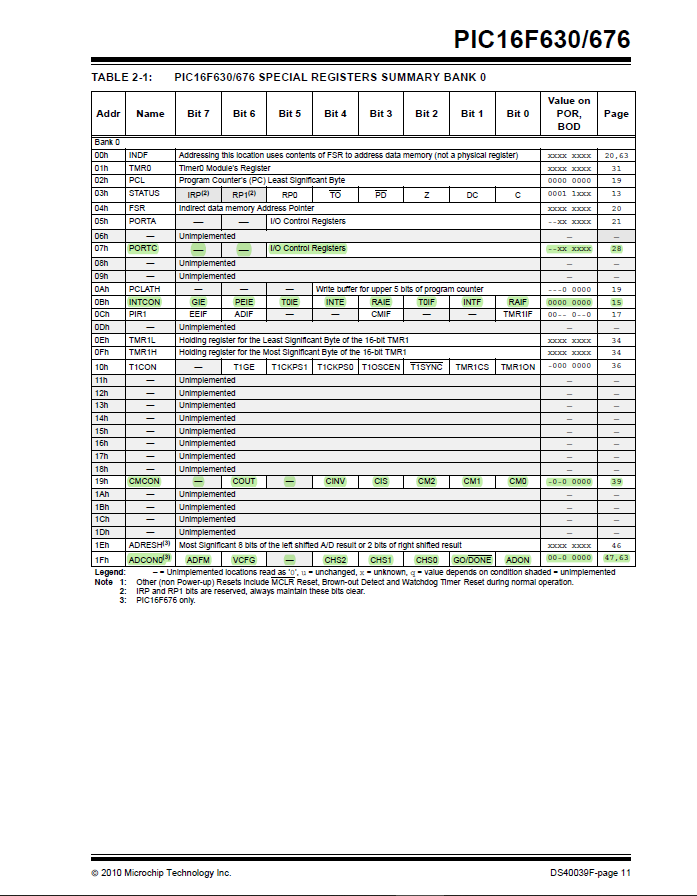 PIC16F630/676
TABLE 2-1: PIC16F630/676 SPECIAL REGISTERS SUMMARY BANK 0
Addr Name Bit 7 Bit 6 Bit 5 Bit 4 Bit 3 Bit 2 Bit 1 Bit 0 Value on POR, BOD Page
Bank 0
00h INDF Addressing this location uses contents of FSR to address data memory (not a physical register) xxxx xxxx 20,63
01h TMR0 Timer0 Module's Register xxxx xxxx 31
02h PCL Program Counter's (PC) Least Significant Byte 0000 0000 19
03h STATUS IRP(2) RP1(2) RP0 TO PD Z DC C 0001 1xxx 13
04h FSR Indirect data memory Address Pointer xxxx xxxx 20
05h PORTA — — I/O Control Registers --xx xxxx 21
06h — Unimplemented — —
07h PORTC — — I/O Control Registers --xx xxxx 28
08h — Unimplemented — —
09h — Unimplemented — —
0Ah PCLATH — — — Write buffer for upper 5 bits of program counter ---0 0000 19
0Bh INTCON GIE PEIE T0IE INTE RAIE T0IF INTF RAIF 0000 0000 15
0Ch PIR1 EEIF ADIF — — CMIF — — TMR1IF 00-- 0--0 17
0Dh — Unimplemented — —
0Eh TMR1L Holding register for the Least Significant Byte of the 16-bit TMR1 xxxx xxxx 34
0Fh TMR1H Holding register for the Most Significant Byte of the 16-bit TMR1 xxxx xxxx 34
10h T1CON — T1GE T1CKPS1 T1CKPS0 T1OSCEN T1SYNC TMR1CS TMR1ON -000 0000 36
11h — Unimplemented — —
12h — Unimplemented — —
13h — Unimplemented — —
14h — Unimplemented — —
15h — Unimplemented — —
16h — Unimplemented — —
17h — Unimplemented — —
18h — Unimplemented — —
19h CMCON — COUT — CINV CIS CM2 CM1 CM0 -0-0 0000 39
1Ah — Unimplemented — —
1Bh — Unimplemented — —
1Ch — Unimplemented — —
1Dh — Unimplemented — —
1Eh ADRESH(3) Most Significant 8 bits of the left shifted A/D result or 2 bits of right shifted result xxxx xxxx 46
1Fh ADCON0(3) ADFM VCFG — CHS2 CHS1 CHS0 GO/DONE ADON 00-0 0000 47,63
Legend: – = Unimplemented locations read as '0', u = unchanged, x = unknown, q = value depends on condition shaded = unimplemented
Note 1: Other (non Power-up) Resets include MCLR Reset, Brown-out Detect and Watchdog Timer Reset during normal operation.
2: IRP and RP1 bits are reserved, always maintain these bits clear.
3: PIC16F676 only.
© 2010 Microchip Technology Inc. DS40039F-page 11